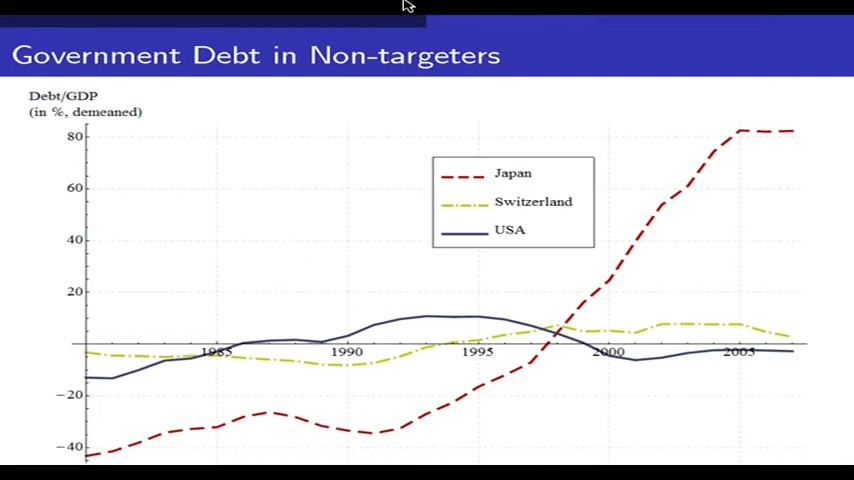 Government Debt in Non-targeters
Debt/GDP
(in %, demeaned)
80
60
40
20
−20
−40
Japan
Switzerland
USA
1985
1990
1995
2000
2005